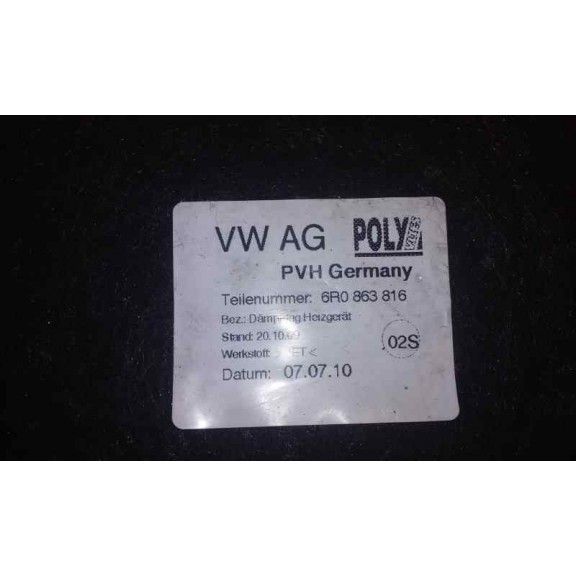 VW AG POLY
PVH Germany
Teilenummer: 6R0 863 816
Bez.: Dämpfung Heizgerät
Stand: 20.10.09
Werkstoff: ET<
02S
Datum: 07.07.10